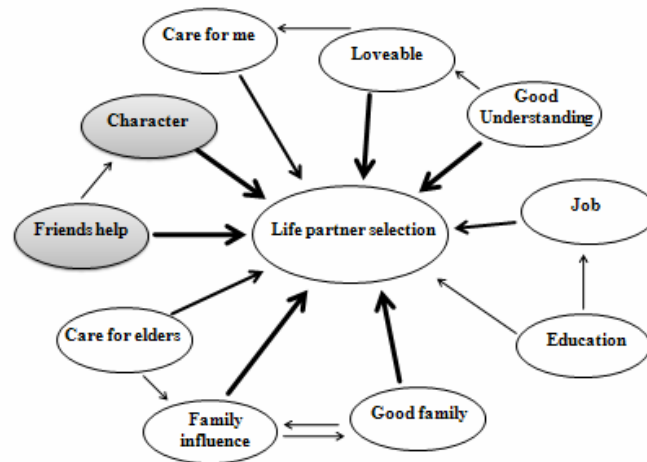 Care for me
Loveable
Good
Understanding
Character
Job
Friends help
Life partner selection
Care for elders
Education
Family
influence
Good family